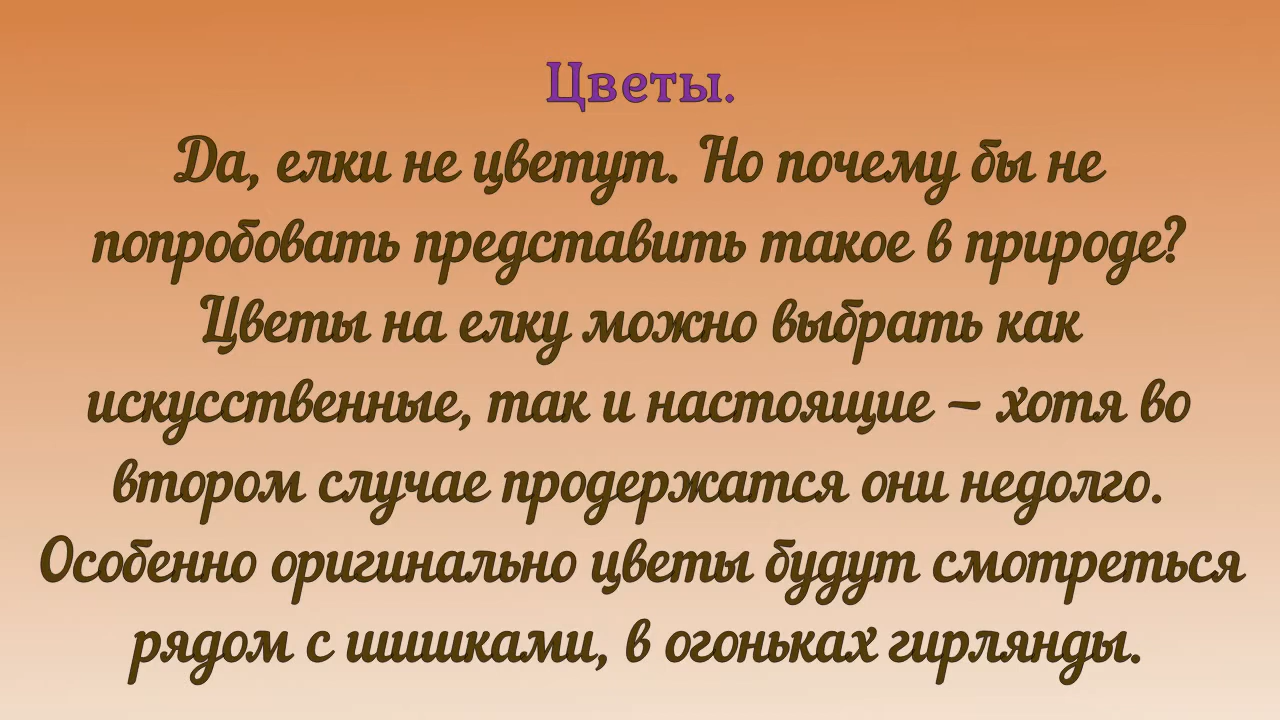 Цветы.
Да, елки не цветут. Но почему бы не
попробовать представить такое в природе?
Цветы на елку можно выбрать как
искусственные, так и настоящие – хотя во
втором случае продержатся они недолго.
Особенно оригинально цветы будут смотреться
рядом с шишками, в огоньках гирлянды.